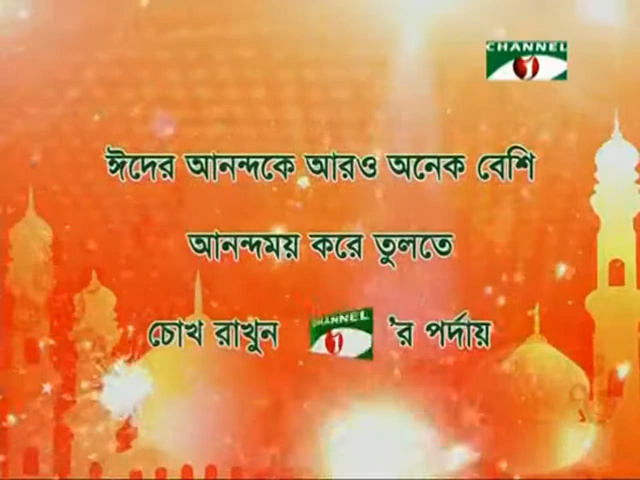 CHANNEL
ঈদের আনন্দকে আরও অনেক বেশি
আনন্দময় করে তুলতে
চোখ রাখুন CHANNEL 'র পর্দায়